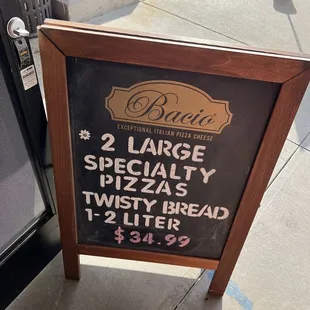 Bacio
EXCEPTIONAL ITALIAN PIZZA CHEESE
* 2 LARGE
SPECIALTY
PIZZAS
TWISTY BREAD
1-2 LITER
$34.99